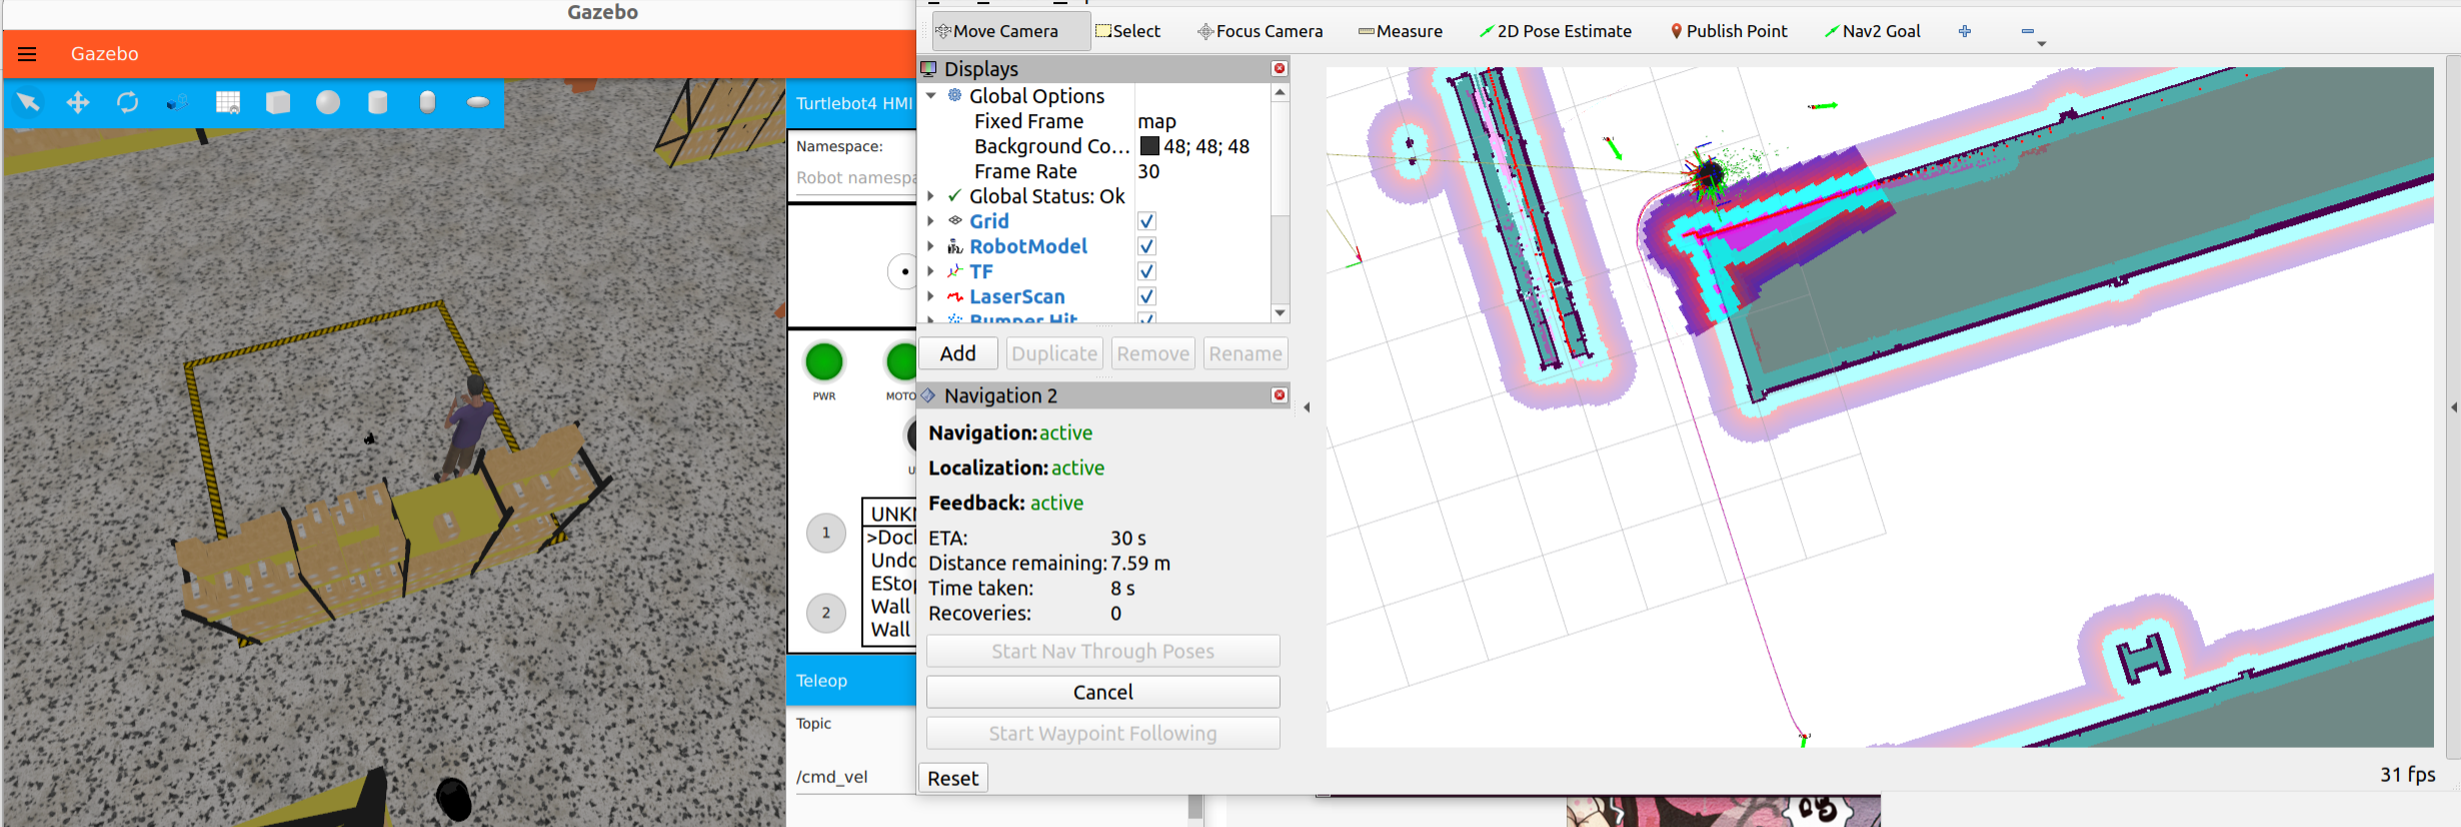 Gazebo
Gazebo
Turtlebot4 HMI
Namespace:
Robot namespa
PWR
MOTO
1
2
UNK
>Docl
Undo
EStop
Wall
Wall
Teleop
Topic
/cmd_vel
Move Camera
Select
Focus Camera
Measure
2D Pose Estimate
Publish Point
Nav2 Goal
Displays
Global Options
Fixed Frame
map
Background Co...
48; 48; 48
Frame Rate
30
Global Status: Ok
Grid
RobotModel
TF
LaserScan
Bumper Hit
Add
Duplicate
Remove
Rename
Navigation 2
Navigation: active
Localization: active
Feedback: active
ETA: 30 s
Distance remaining: 7.59 m
Time taken: 8 s
Recoveries: 0
Start Nav Through Poses
Cancel
Start Waypoint Following
Reset
31 fps